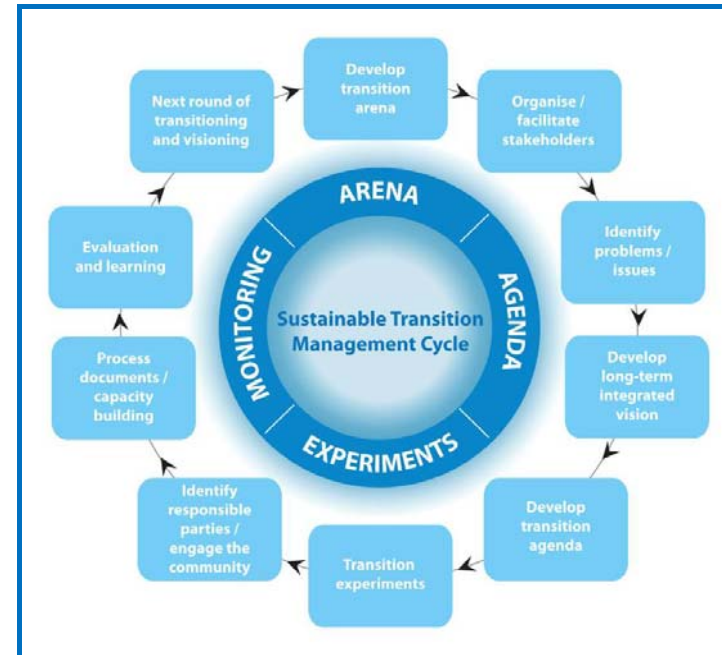 Develop
transition
arena
Organise /
facilitate
stakeholders
Identify
problems /
issues
Develop
long-term
integrated
vision
Develop
transition
agenda
Transition
experiments
Identify
responsible
parties /
engage the
community
Process
documents /
capacity
building
Evaluation
and learning
Next round of
transitioning
and visioning
ARENA
AGENDA
EXPERIMENTS
MONITORING
Sustainable Transition
Management Cycle